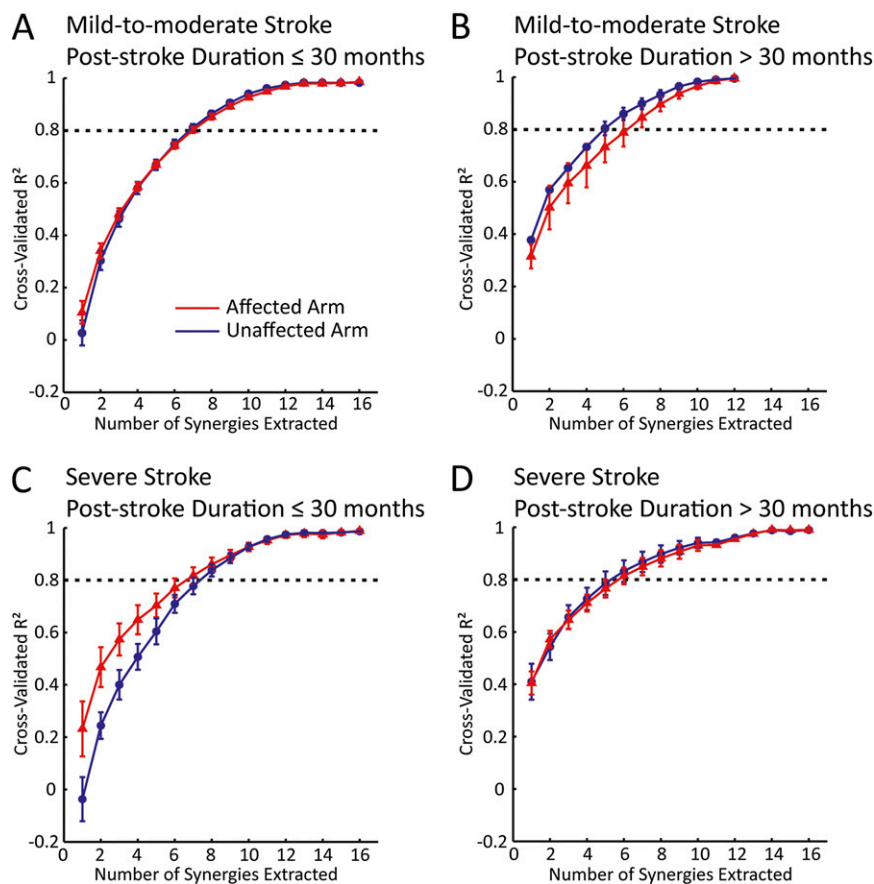 A
Mild-to-moderate Stroke
Post-stroke Duration ≤ 30 months
1
0.8
0.6
0.4
0.2
0
-0.2
Cross-Validated R²
Affected Arm
Unaffected Arm
0 2 4 6 8 10 12 14 16
Number of Synergies Extracted
B
Mild-to-moderate Stroke
Post-stroke Duration > 30 months
1
0.8
0.6
0.4
0.2
0
-0.2
Cross-Validated R²
0 2 4 6 8 10 12 14 16
Number of Synergies Extracted
C
Severe Stroke
Post-stroke Duration ≤ 30 months
1
0.8
0.6
0.4
0.2
0
-0.2
Cross-Validated R²
0 2 4 6 8 10 12 14 16
Number of Synergies Extracted
D
Severe Stroke
Post-stroke Duration > 30 months
1
0.8
0.6
0.4
0.2
0
-0.2
Cross-Validated R²
0 2 4 6 8 10 12 14 16
Number of Synergies Extracted